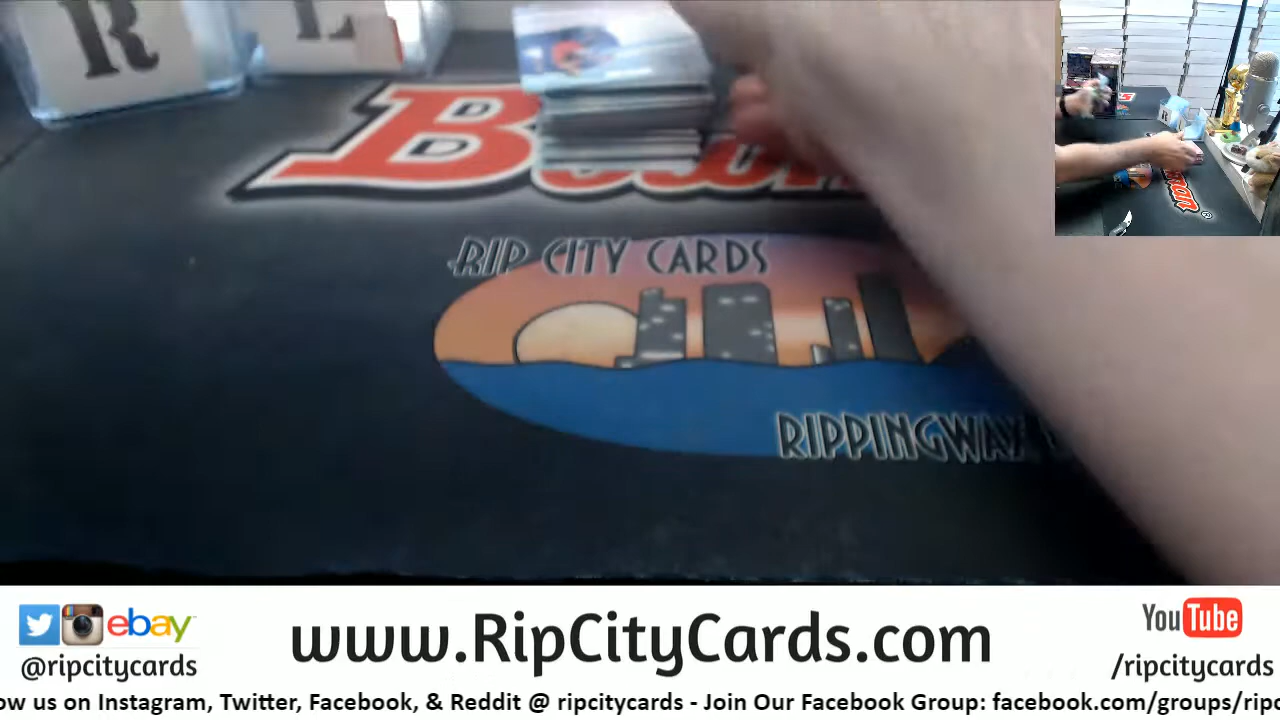 R L
RIP CITY CARDS
RIPPINGWAX
ebay
www.RipCityCards.com
YouTube
@ripcitycards
/ripcitycards
ow us on Instagram, Twitter, Facebook, & Reddit @ ripcitycards - Join Our Facebook Group: facebook.com/groups/ripc